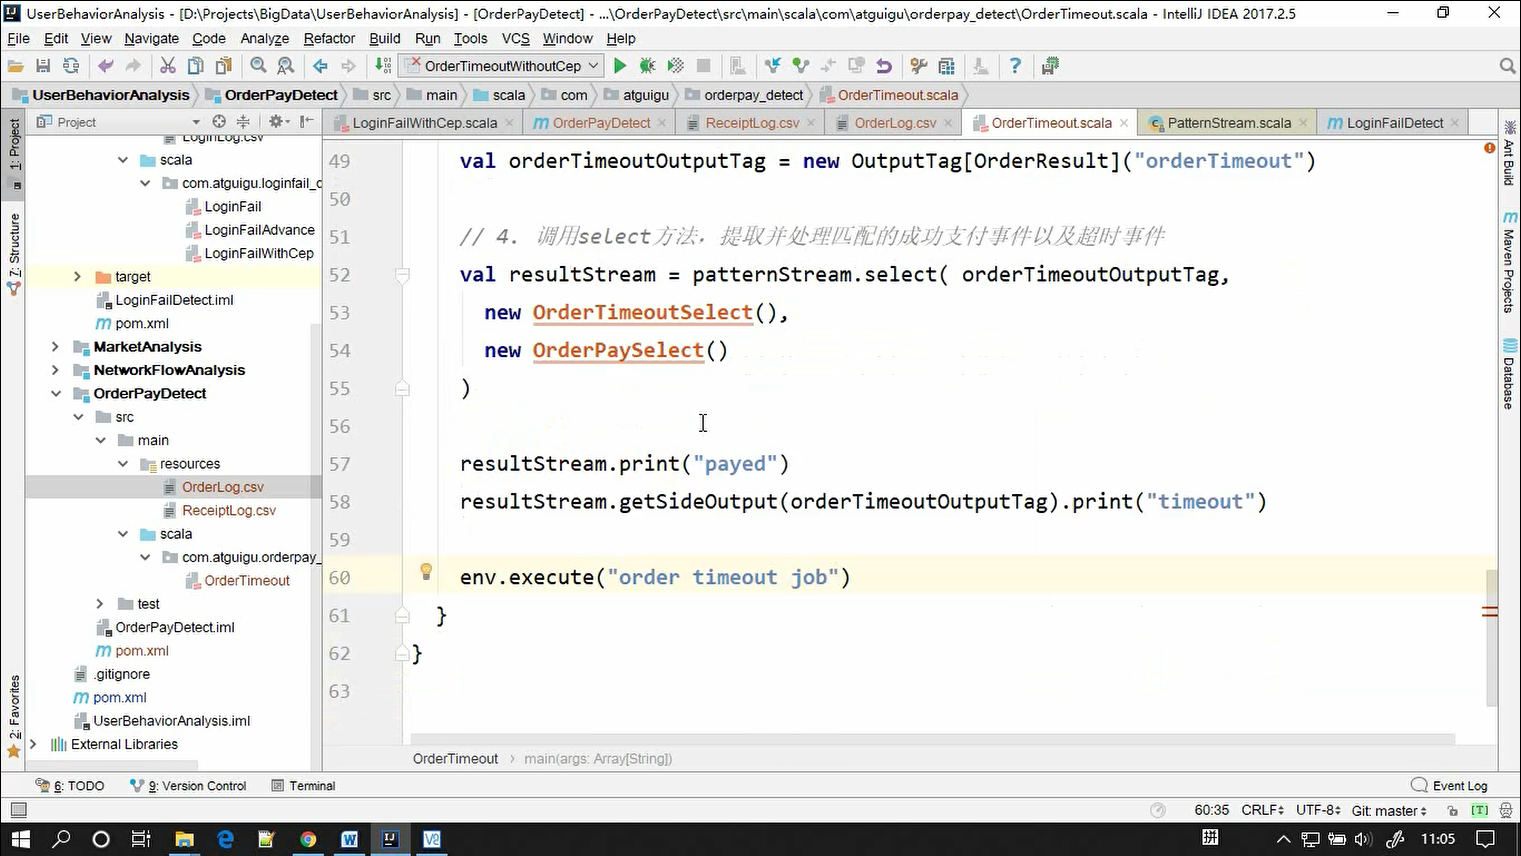 UserBehaviorAnalysis - [D:\Projects\BigData\UserBehaviorAnalysis] - [OrderPayDetect] - ...\OrderPayDetect\src\main\scala\com\atguigu\orderpay_detect\OrderTimeout.scala - IntelliJ IDEA 2017.2.5
File Edit View Navigate Code Analyze Refactor Build Run Tools VCS Window Help
OrderTimeoutWithoutCep
UserBehaviorAnalysis OrderPayDetect src main scala com atguigu orderpay_detect OrderTimeout.scala
Project
LoginFailWithCep.scala OrderPayDetect ReceiptLog.csv OrderLog.csv OrderTimeout.scala PatternStream.scala LoginFailDetect
1: Project
Z: Structure
2: Favorites
LoginLog.csv
scala
com.atguigu.loginfail_d
LoginFail
LoginFailAdvance
LoginFailWithCep
target
LoginFailDetect.iml
pom.xml
MarketAnalysis
NetworkFlowAnalysis
OrderPayDetect
src
main
resources
OrderLog.csv
ReceiptLog.csv
scala
com.atguigu.orderpay_
OrderTimeout
test
OrderPayDetect.iml
pom.xml
.gitignore
pom.xml
UserBehaviorAnalysis.iml
External Libraries
49 val orderTimeoutOutputTag = new OutputTag[OrderResult]("orderTimeout")
50
51 // 4. 调用select方法，提取并处理匹配的成功支付事件以及超时事件
52 val resultStream = patternStream.select( orderTimeoutOutputTag,
53 new OrderTimeoutSelect(),
54 new OrderPaySelect()
55 )
56
57 resultStream.print("payed")
58 resultStream.getSideOutput(orderTimeoutOutputTag).print("timeout")
59
60 env.execute("order timeout job")
61 }
62 }
63
OrderTimeout main(args: Array[String])
Ant Build
Maven Projects
Database
6: TODO 9: Version Control Terminal Event Log
60:35 CRLF UTF-8 Git: master [T]
拼 11:05